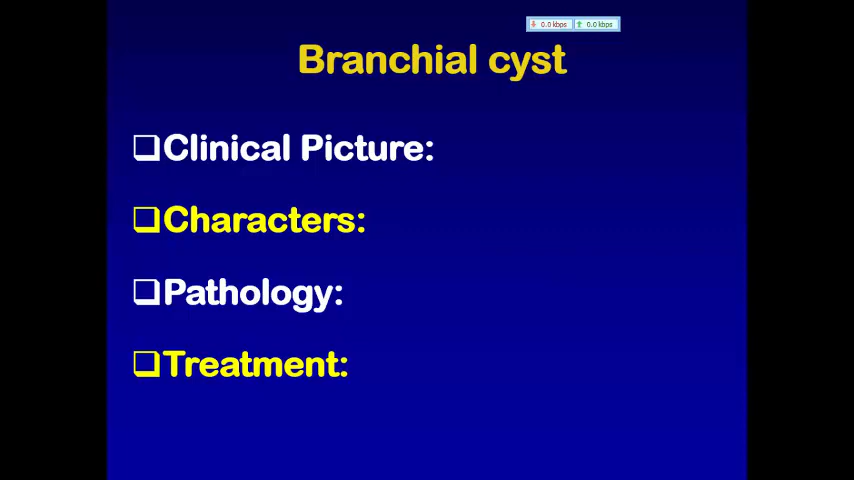 0.0 kbps 0.0 kbps
Branchial cyst
Clinical Picture:
Characters:
Pathology:
Treatment: